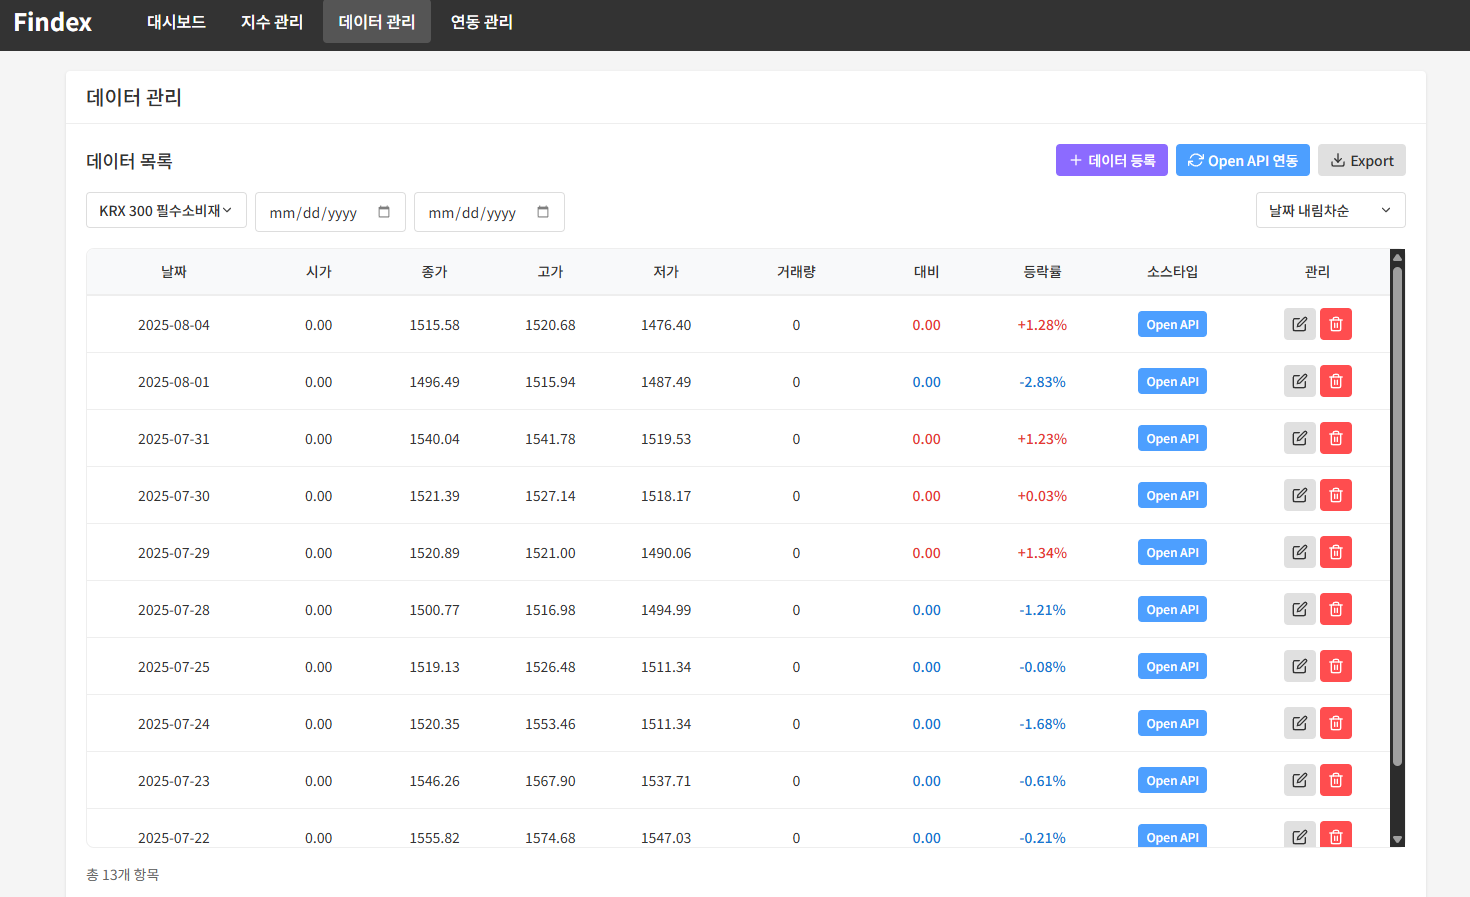 Findex 대시보드 지수 관리 데이터 관리 연동 관리
데이터 관리
데이터 목록 데이터 등록 Open API 연동 Export
KRX 300 필수소비재 mm/dd/yyyy mm/dd/yyyy 날짜 내림차순
날짜 시가 종가 고가 저가 거래량 대비 등락률 소스타입 관리
2025-08-04 0.00 1515.58 1520.68 1476.40 0 0.00 +1.28% Open API
2025-08-01 0.00 1496.49 1515.94 1487.49 0 0.00 -2.83% Open API
2025-07-31 0.00 1540.04 1541.78 1519.53 0 0.00 +1.23% Open API
2025-07-30 0.00 1521.39 1527.14 1518.17 0 0.00 +0.03% Open API
2025-07-29 0.00 1520.89 1521.00 1490.06 0 0.00 +1.34% Open API
2025-07-28 0.00 1500.77 1516.98 1494.99 0 0.00 -1.21% Open API
2025-07-25 0.00 1519.13 1526.48 1511.34 0 0.00 -0.08% Open API
2025-07-24 0.00 1520.35 1553.46 1511.34 0 0.00 -1.68% Open API
2025-07-23 0.00 1546.26 1567.90 1537.71 0 0.00 -0.61% Open API
2025-07-22 0.00 1555.82 1574.68 1547.03 0 0.00 -0.21% Open API
총 13개 항목